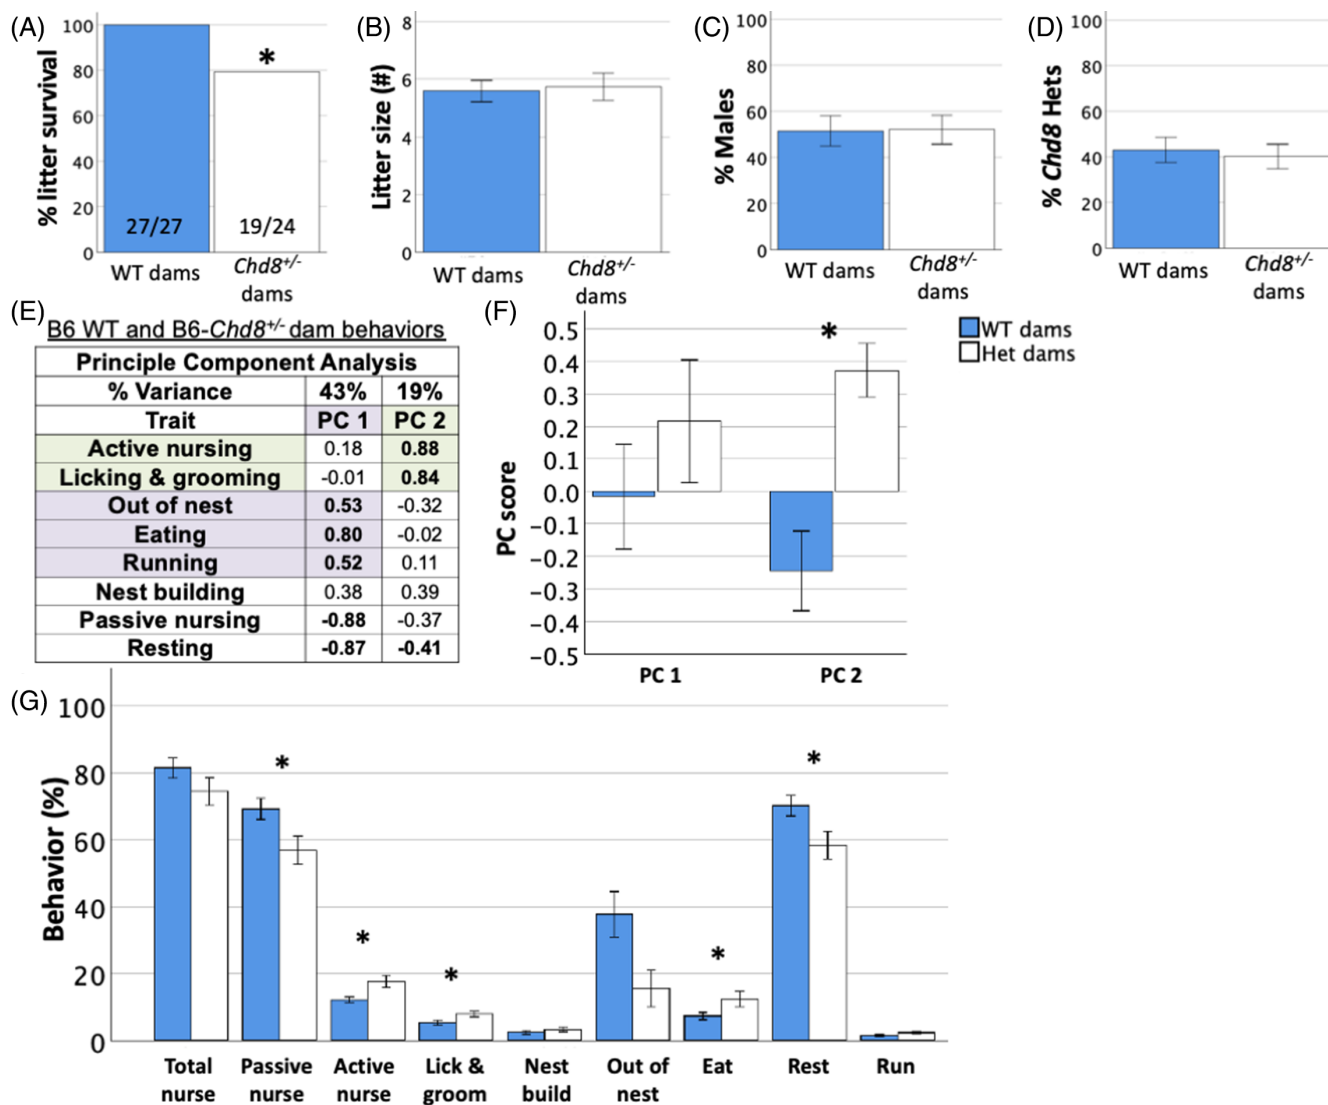 (A)
% litter survival
100
80
60
40
20
0
*
27/27
19/24
WT dams
Chd8+/-
dams
(B)
Litter size (#)
8
6
4
2
0
WT dams
Chd8+/-
dams
(C)
% Males
100
80
60
40
20
0
WT dams
Chd8+/-
dams
(D)
% Chd8 Hets
100
80
60
40
20
0
WT dams
Chd8+/-
dams
(E)
B6 WT and B6-Chd8+/- dam behaviors
Principle Component Analysis
% Variance 43% 19%
Trait PC 1 PC 2
Active nursing 0.18 0.88
Licking & grooming -0.01 0.84
Out of nest 0.53 -0.32
Eating 0.80 -0.02
Running 0.52 0.11
Nest building 0.38 0.39
Passive nursing -0.88 -0.37
Resting -0.87 -0.41
(F)
PC score
0.5
0.4
0.3
0.2
0.1
0.0
−0.1
−0.2
−0.3
−0.4
−0.5
*
PC 1
PC 2
WT dams
Het dams
(G)
Behavior (%)
100
80
60
40
20
0
* * * * *
Total
nurse
Passive
nurse
Active
nurse
Lick &
groom
Nest
build
Out of
nest
Eat
Rest
Run